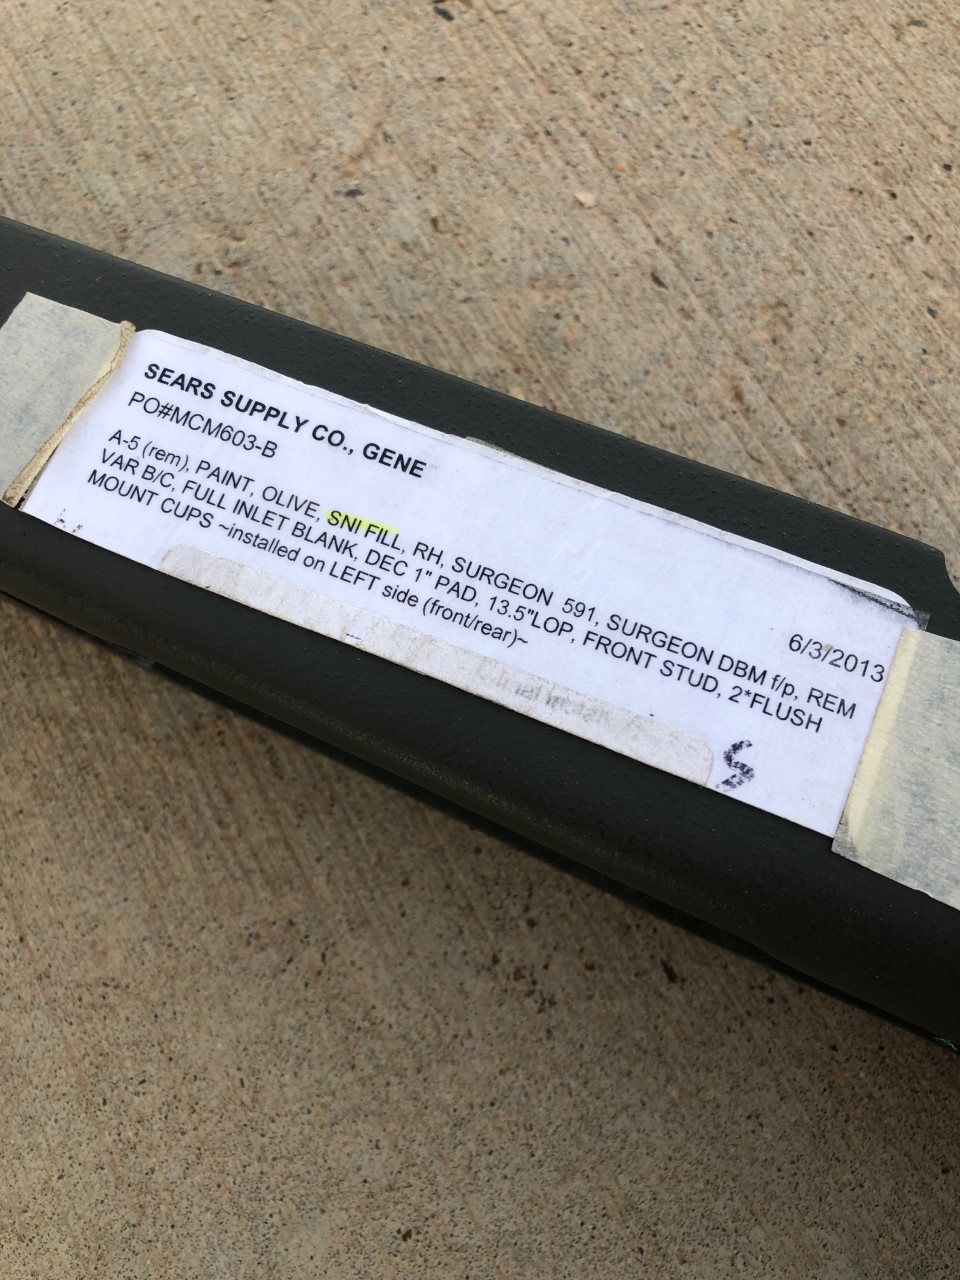 SEARS SUPPLY CO., GENE
PO#MCM603-B
6/3/2013
A-5 (rem), PAINT, OLIVE, SNI FILL, RH, SURGEON 591, SURGEON DBM f/p, REM
VAR B/C, FULL INLET BLANK, DEC 1" PAD, 13.5"LOP, FRONT STUD, 2*FLUSH
MOUNT CUPS ~installed on LEFT side (front/rear)~